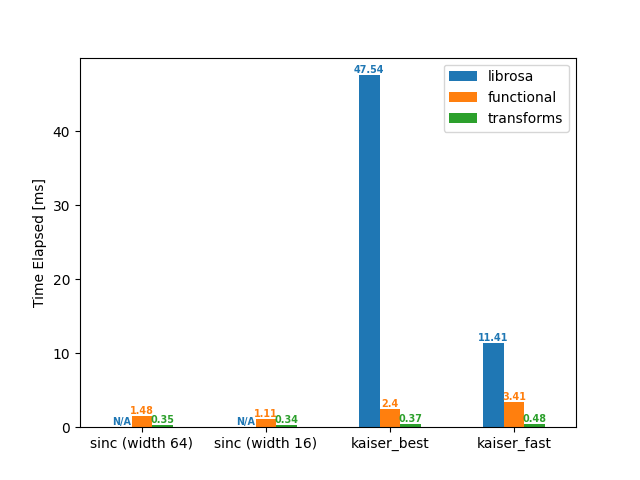 47.54
librosa
functional
transforms
40
30
20
10
0
Time Elapsed [ms]
11.41
3.41
2.4
1.48
1.11
N/A
0.35
N/A
0.34
0.37
0.48
sinc (width 64)
sinc (width 16)
kaiser_best
kaiser_fast